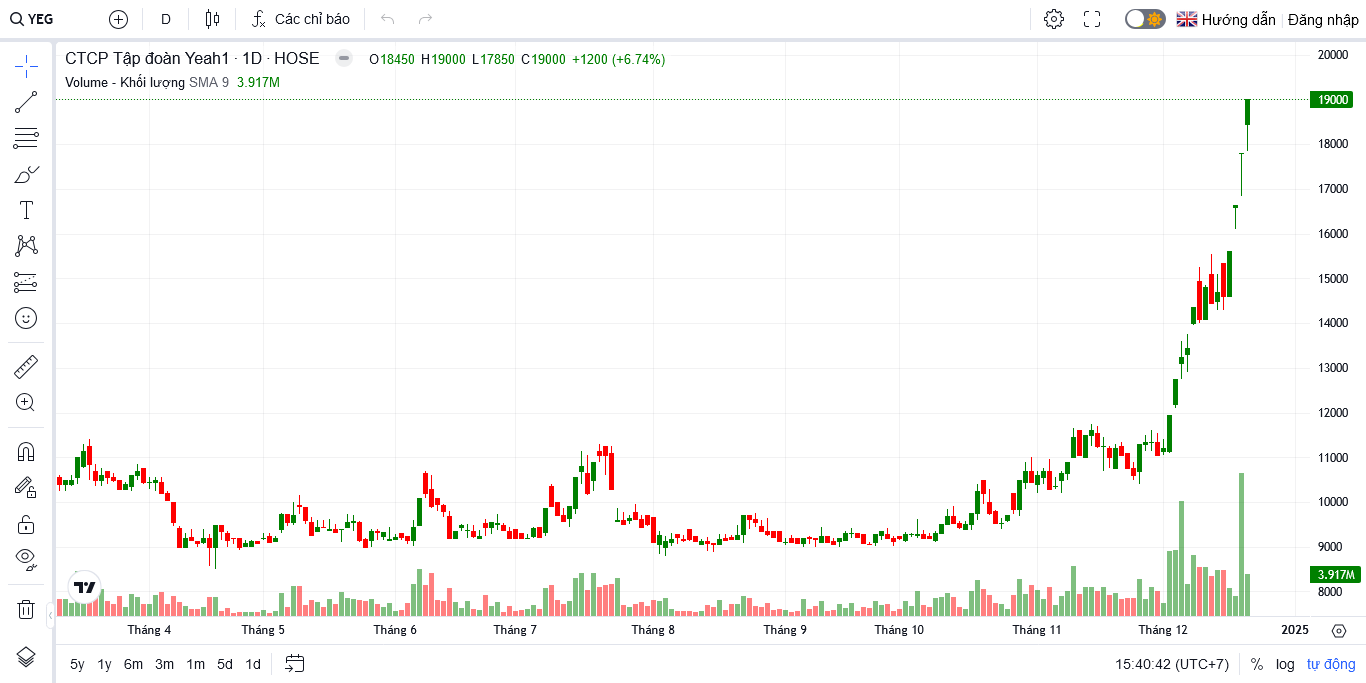 YEG D Các chỉ báo Hướng dẫn Đăng nhập
CTCP Tập đoàn Yeah1 · 1D · HOSE O18450 H19000 L17850 C19000 +1200 (+6.74%)
Volume - Khối lượng SMA 9 3.917M
20000
19000
18000
17000
16000
15000
14000
13000
12000
11000
10000
9000
3.917M
8000
Tháng 4 Tháng 5 Tháng 6 Tháng 7 Tháng 8 Tháng 9 Tháng 10 Tháng 11 Tháng 12 2025
5y 1y 6m 3m 1m 5d 1d 15:40:42 (UTC+7) % log tự động